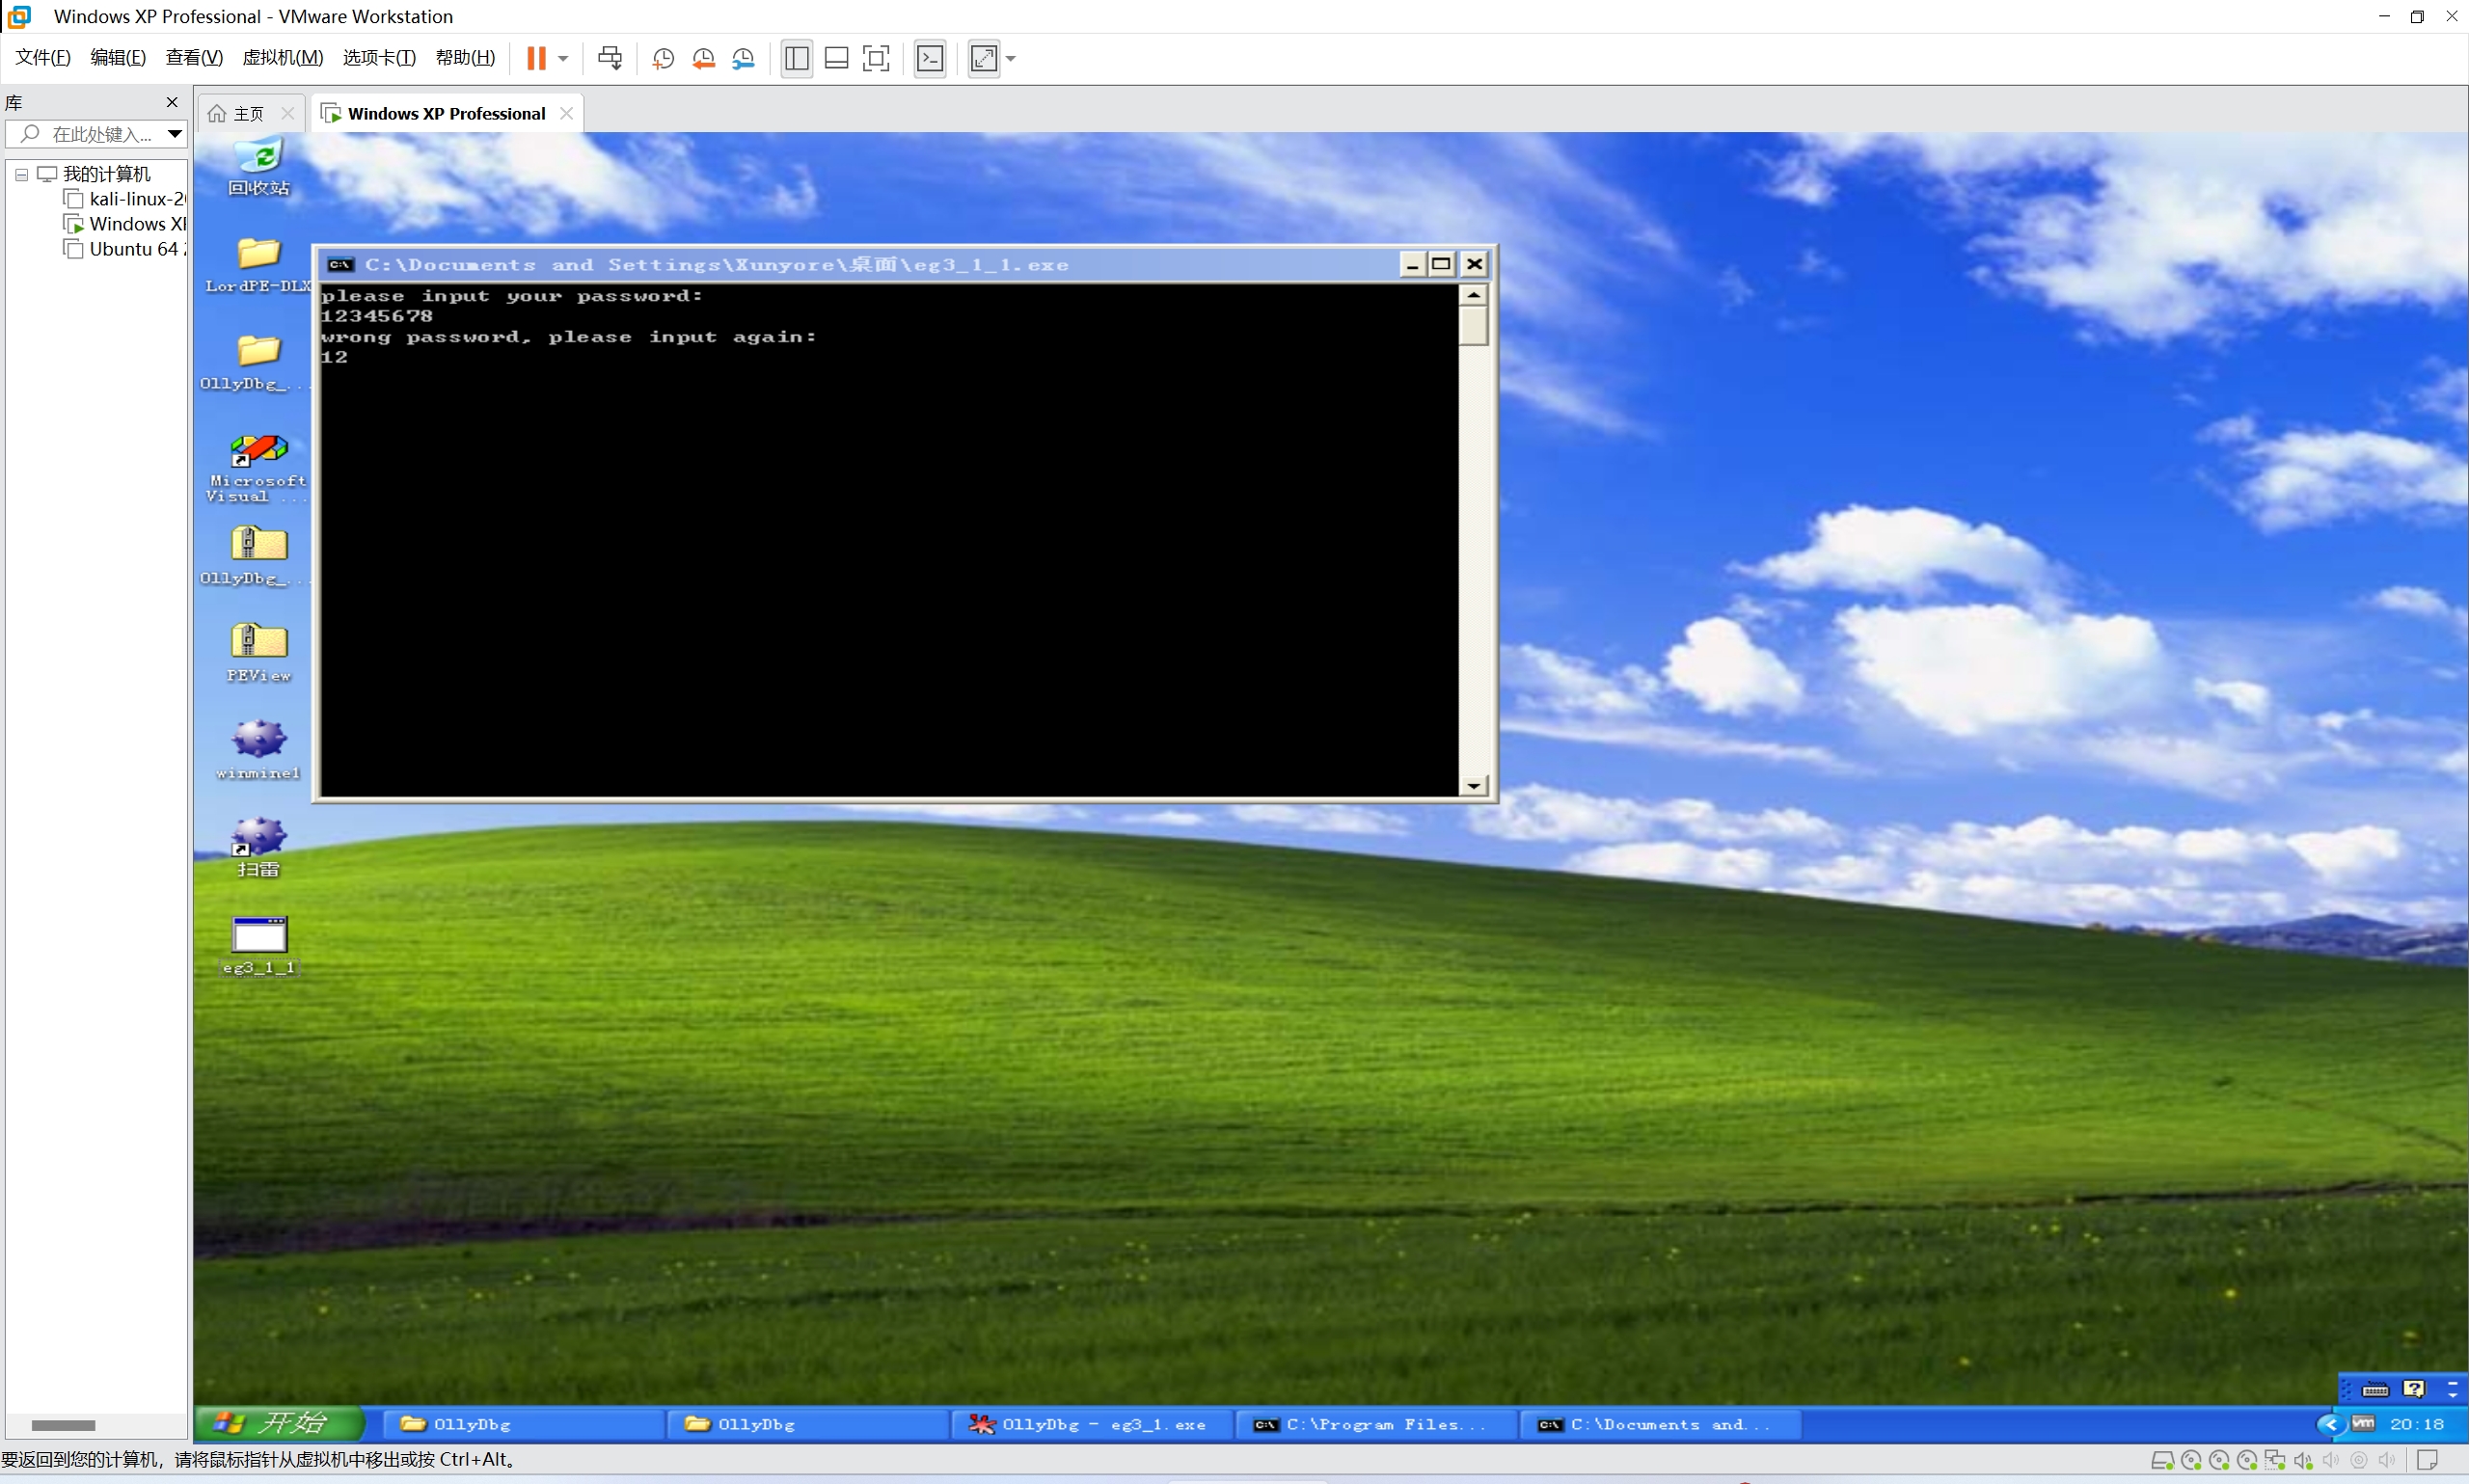 Windows XP Professional - VMware Workstation
文件(F) 编辑(E) 查看(V) 虚拟机(M) 选项卡(T) 帮助(H)
库
在此处键入...
主页
Windows XP Professional
我的计算机
kali-linux-2
Windows XP
Ubuntu 64
回收站
LordPE-DLX
OllyDbg_...
Microsoft
Visual ...
OllyDbg_...
PEView
winmine1
扫雷
eg3_1_1
C:\Documents and Settings\Xunyore\桌面\eg3_1_1.exe
please input your password:
12345678
wrong password, please input again:
12
开始
OllyDbg
OllyDbg
OllyDbg - eg3_1.exe
C:\Program Files...
C:\Documents and...
20:18
要返回到您的计算机，请将鼠标指针从虚拟机中移出或按 Ctrl+Alt。